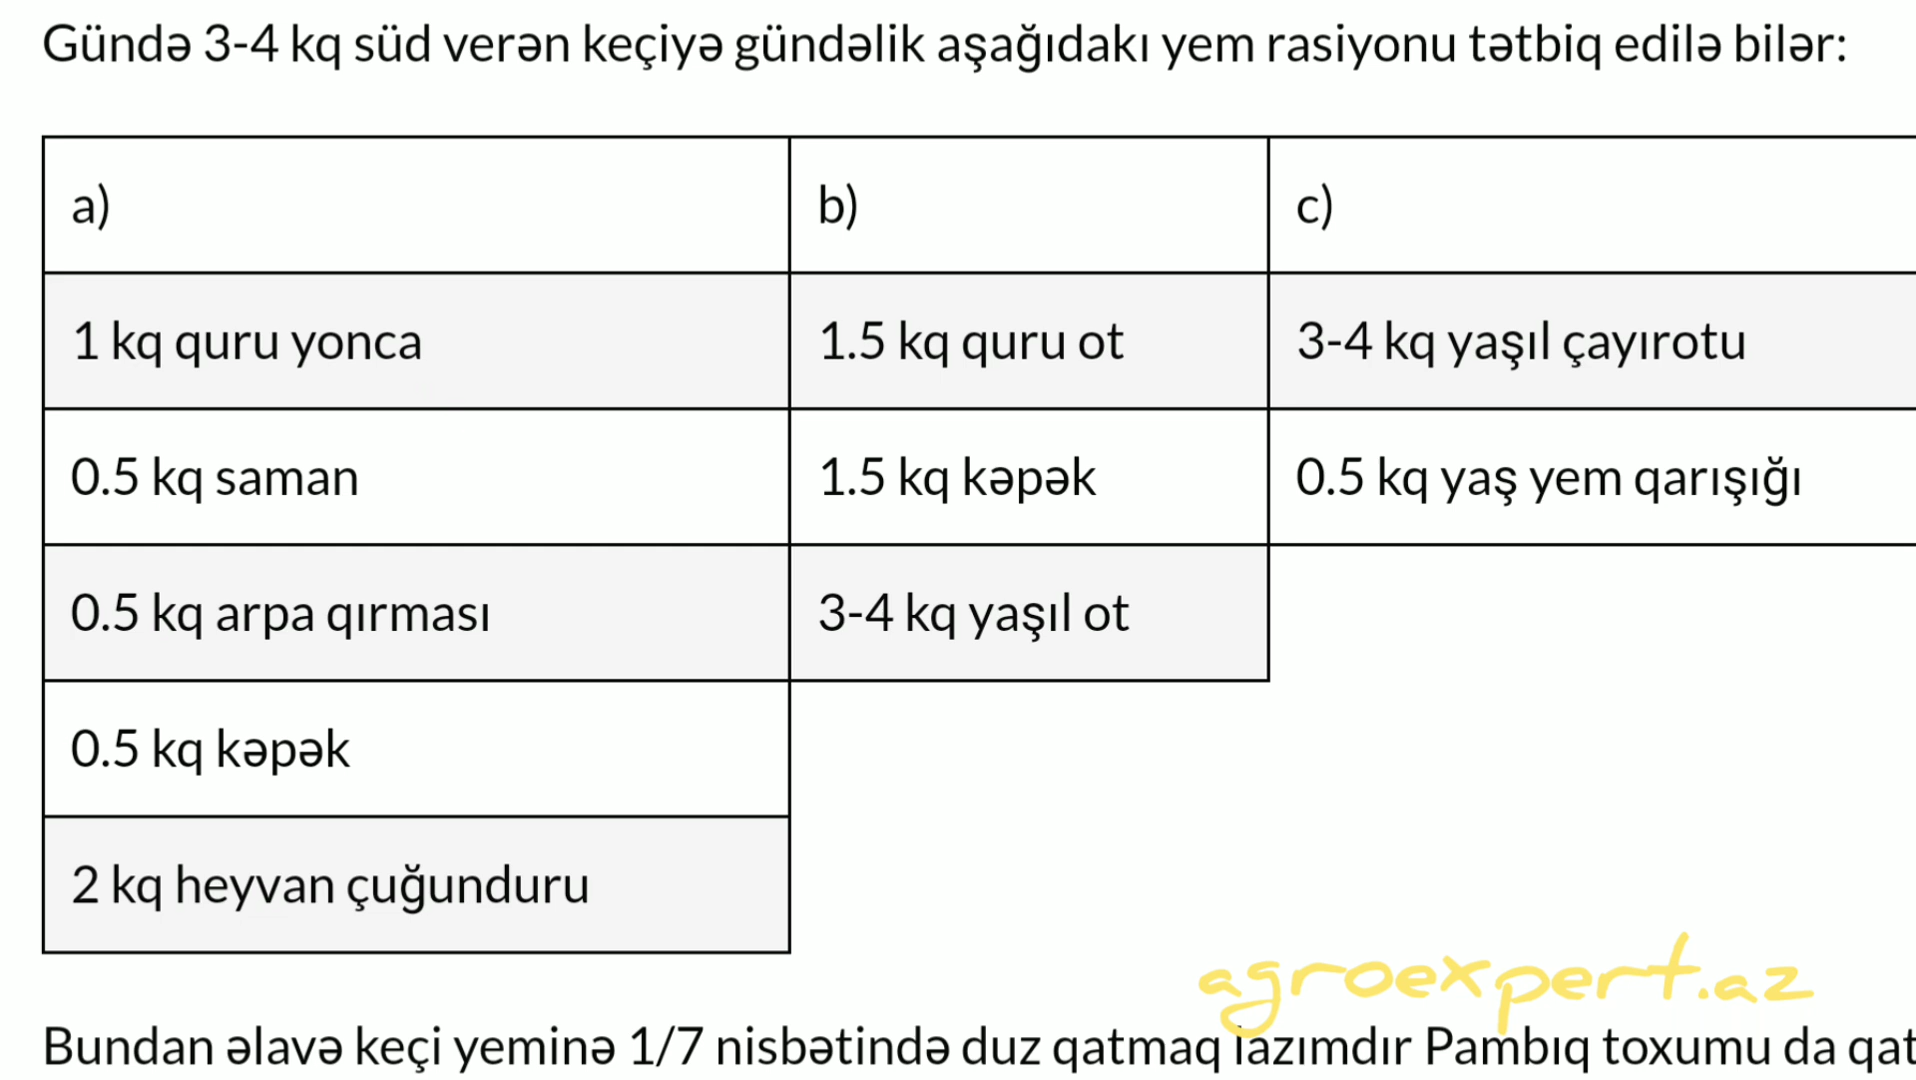 Gündə 3-4 kq süd verən keçiyə gündəlik aşağıdakı yem rasiyonu tətbiq edilə bilər:
a) b) c)
1 kq quru yonca 1.5 kq quru ot 3-4 kq yaşıl çayırotu
0.5 kq saman 1.5 kq kəpək 0.5 kq yaş yem qarışığı
0.5 kq arpa qırması 3-4 kq yaşıl ot
0.5 kq kəpək
2 kq heyvan çuğunduru
agroexpert.az
Bundan əlavə keçi yeminə 1/7 nisbətində duz qatmaq lazımdır Pambıq toxumu da qat